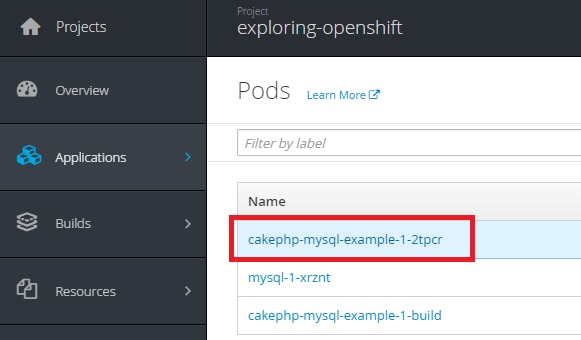 Projects
Overview
Applications
Builds
Resources
Project
exploring-openshift
Pods Learn More
Filter by label
Name
cakephp-mysql-example-1-2tpcr
mysql-1-xrznt
cakephp-mysql-example-1-build